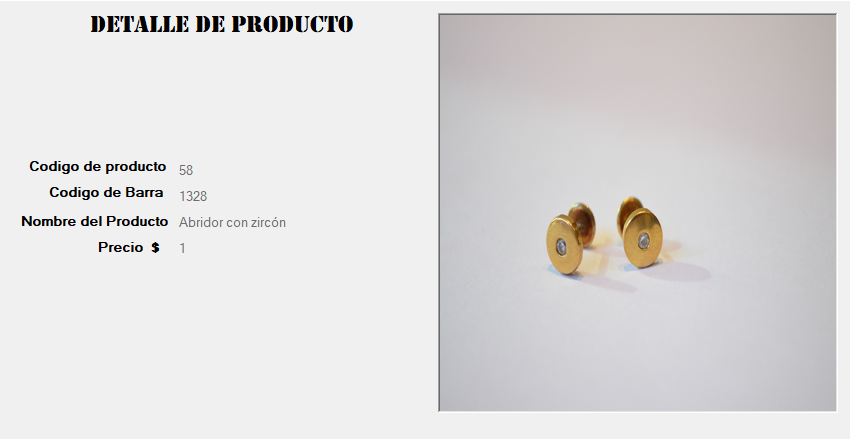 DETALLE DE PRODUCTO
Codigo de producto 58
Codigo de Barra 1328
Nombre del Producto Abridor con zircón
Precio $ 1